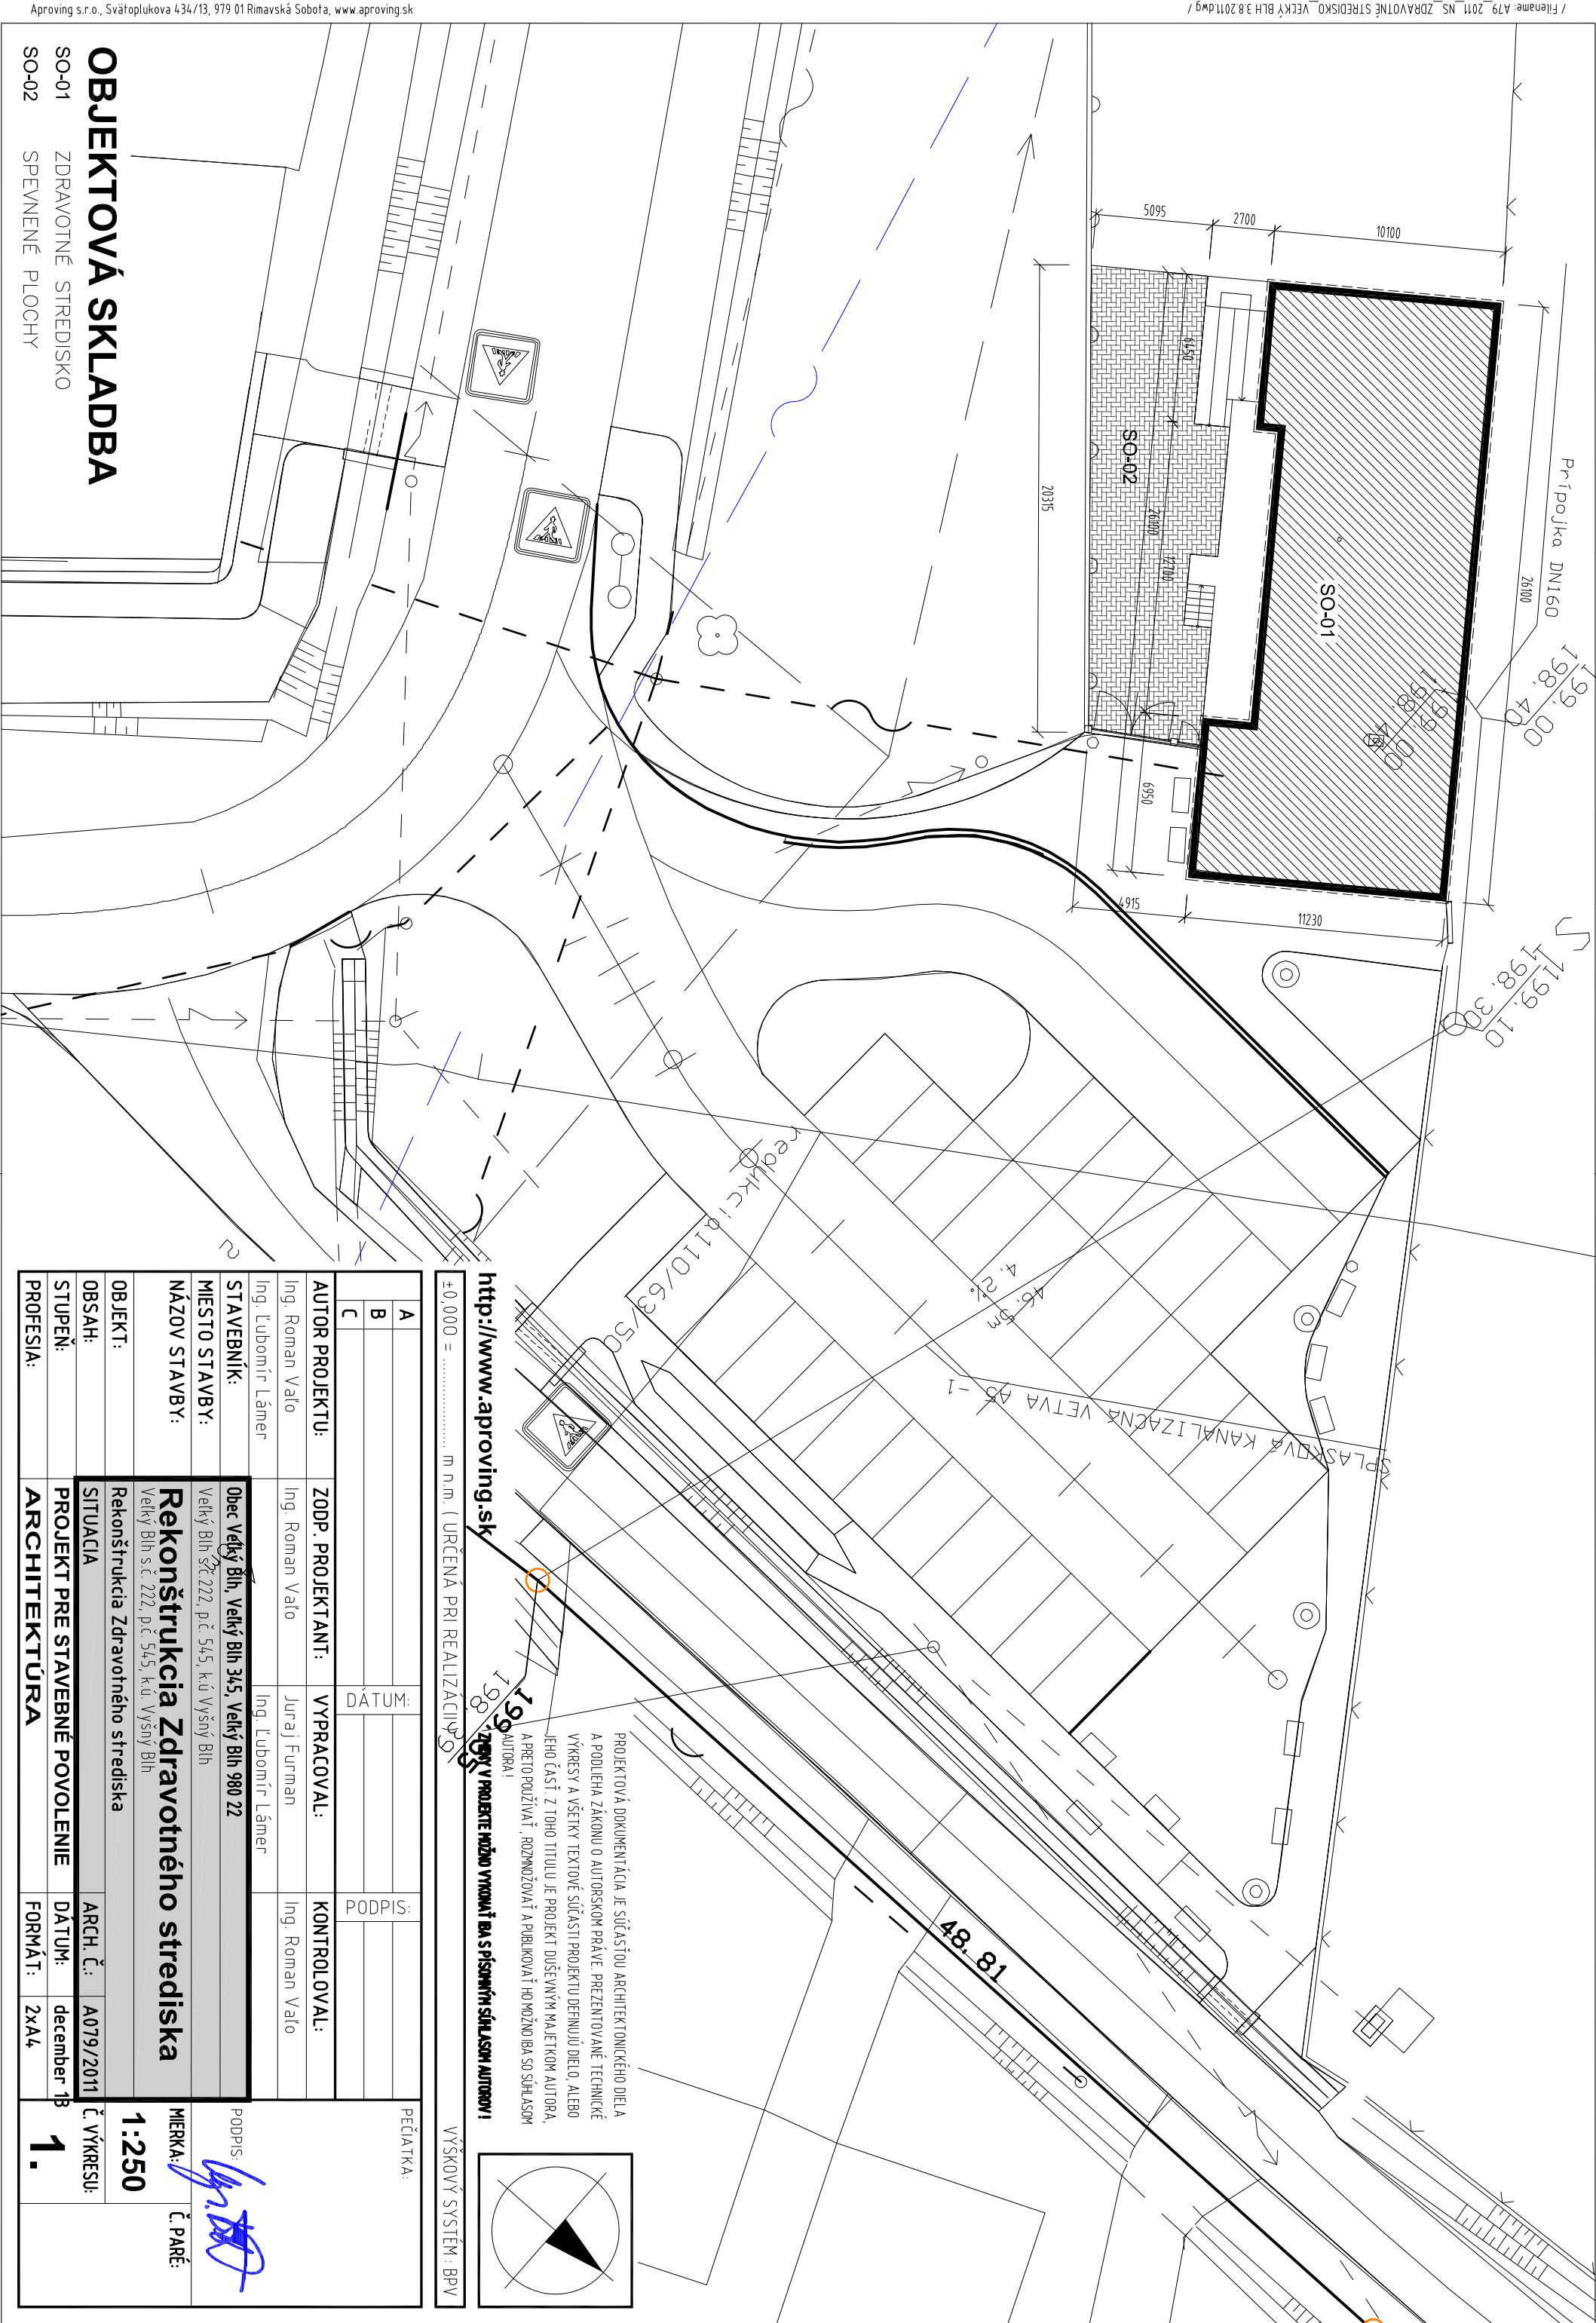 Aproving s.r.o., Svätoplukova 434/13, 979 01 Rimavská Sobota, www.aproving.sk
/ Filename: A79_2011_NS_ZDRAVOTNÉ STREDISKO_VEĽKÝ BLH 3.8.2011.dwg /
OBJEKTOVÁ SKLADBA
SO-01 ZDRAVOTNÉ STREDISKO
SO-02 SPEVNENÉ PLOCHY
5095
2700
10100
20315
6450
26100
12700
6950
4915
11230
26100
SO-02
SO-01
Prípojka DN160
199. 00
198. 40
199. 00
199. 10
198. 30
redukcia110/63/50
SPLAŠKOVÁ KANALIZAČNÁ VETVA A5 -1
48. 81
http://www.aproving.sk
PROJEKTOVÁ DOKUMENTÁCIA JE SÚČASŤOU ARCHITEKTONICKÉHO DIELA
A PODLIEHA ZÁKONU O AUTORSKOM PRÁVE. PREZENTOVANÉ TECHNICKÉ
VÝKRESY A VŠETKY TEXTOVÉ SÚČASTI PROJEKTU DEFINUJÚ DIELO, ALEBO
JEHO ČASŤ. Z TOHO TITULU JE PROJEKT DUŠEVNÝM MAJETKOM AUTORA,
A PRETO POUŽÍVAŤ, ROZMNOŽOVAŤ A PUBLIKOVAŤ HO MOŽNO IBA SO SÚHLASOM
AUTORA!
ZMENY V PROJEKTE MOŽNO VYKONAŤ IBA S PÍSOMNÝM SÚHLASOM AUTOROV!
±0,000 = .................... m n.m. ( URČENÁ PRI REALIZÁCII )
VÝŠKOVÝ SYSTÉM : BPV
A
B
C
DÁTUM:
PODPIS:
PEČIATKA:
AUTOR PROJEKTU: ZODP. PROJEKTANT: VYPRACOVAL: KONTROLOVAL:
Ing. Roman Vaľo Ing. Roman Vaľo Juraj Furman Ing. Roman Vaľo
Ing. Ľubomír Lámer Ing. Ľubomír Lámer
STAVEBNÍK: Obec Veľký Blh, Veľký Blh 345, Veľký Blh 980 22
PODPIS:
MIESTO STAVBY: Veľký Blh s.č.222, p.č. 545, k.ú Vyšný Blh
NÁZOV STAVBY: Rekonštrukcia Zdravotného strediska
Veľký Blh s.č. 222, p.č. 545, k.ú. Vyšný Blh
MIERKA: 1:250
Č. PARÉ:
OBJEKT: Rekonštrukcia Zdravotného strediska
OBSAH: SITUACIA ARCH. Č.: A079/2011
Č. VÝKRESU: 1.
STUPEŇ: PROJEKT PRE STAVEBNÉ POVOLENIE DÁTUM: december
PROFESIA: ARCHITEKTÚRA FORMÁT: 2xA4